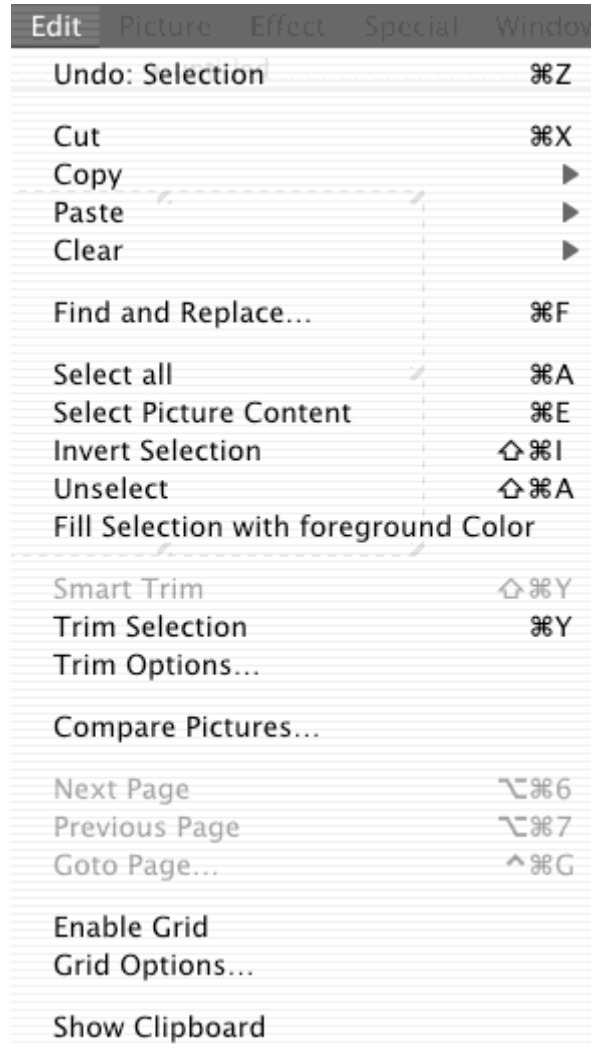 Edit Picture Effect Special Window
Undo: Selection ⌘Z
Cut ⌘X
Copy ▶
Paste ▶
Clear ▶
Find and Replace... ⌘F
Select all ⌘A
Select Picture Content ⌘E
Invert Selection ⇧⌘I
Unselect ⇧⌘A
Fill Selection with foreground Color
Smart Trim ⇧⌘Y
Trim Selection ⌘Y
Trim Options...
Compare Pictures...
Next Page ⌥⌘6
Previous Page ⌥⌘7
Goto Page... ^⌘G
Enable Grid
Grid Options...
Show Clipboard